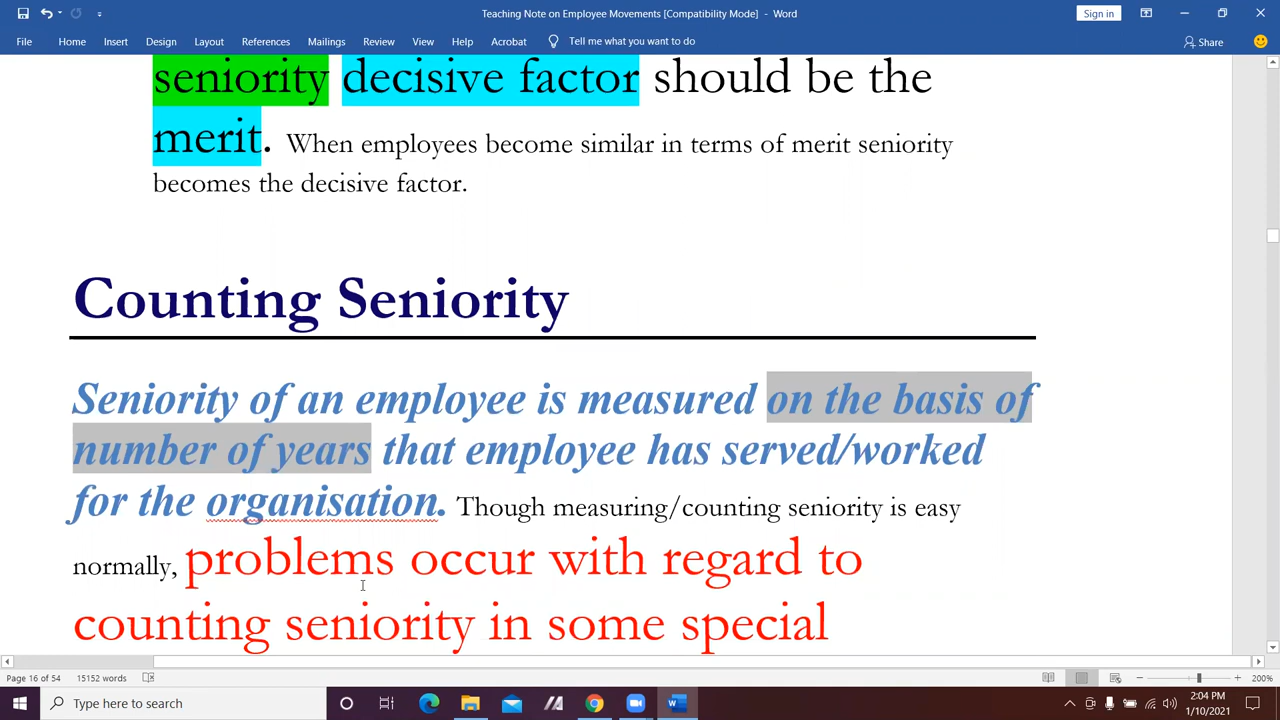 Teaching Note on Employee Movements [Compatibility Mode] - Word
Sign in
File Home Insert Design Layout References Mailings Review View Help Acrobat Tell me what you want to do Share
seniority decisive factor should be the
merit. When employees become similar in terms of merit seniority
becomes the decisive factor.
Counting Seniority
Seniority of an employee is measured on the basis of
number of years that employee has served/worked
for the organisation. Though measuring/counting seniority is easy
normally, problems occur with regard to
counting seniority in some special
Page 16 of 54 15152 words 200%
Type here to search
2:04 PM
1/10/2021